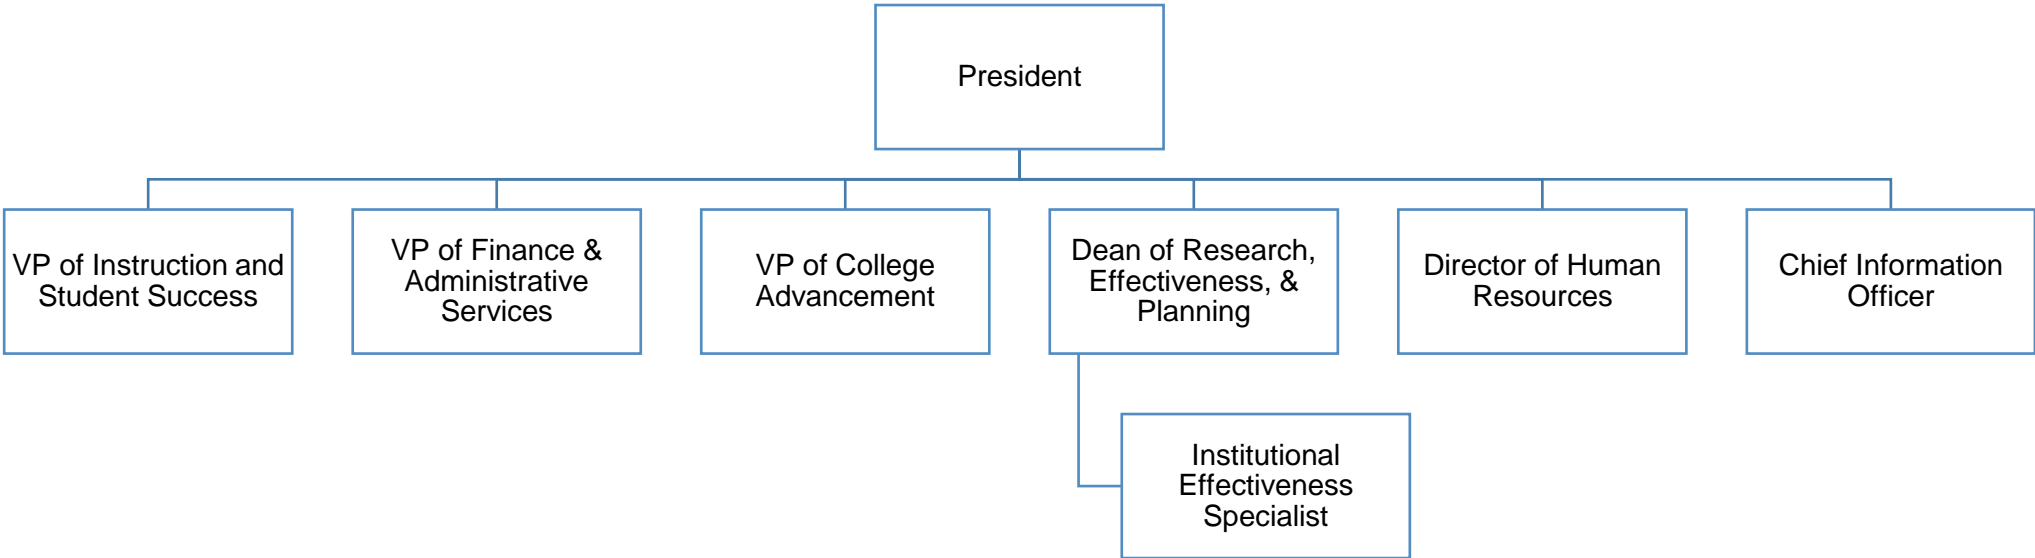 President
VP of Instruction and
Student Success
VP of Finance &
Administrative
Services
VP of College
Advancement
Dean of Research,
Effectiveness, &
Planning
Director of Human
Resources
Chief Information
Officer
Institutional
Effectiveness
Specialist